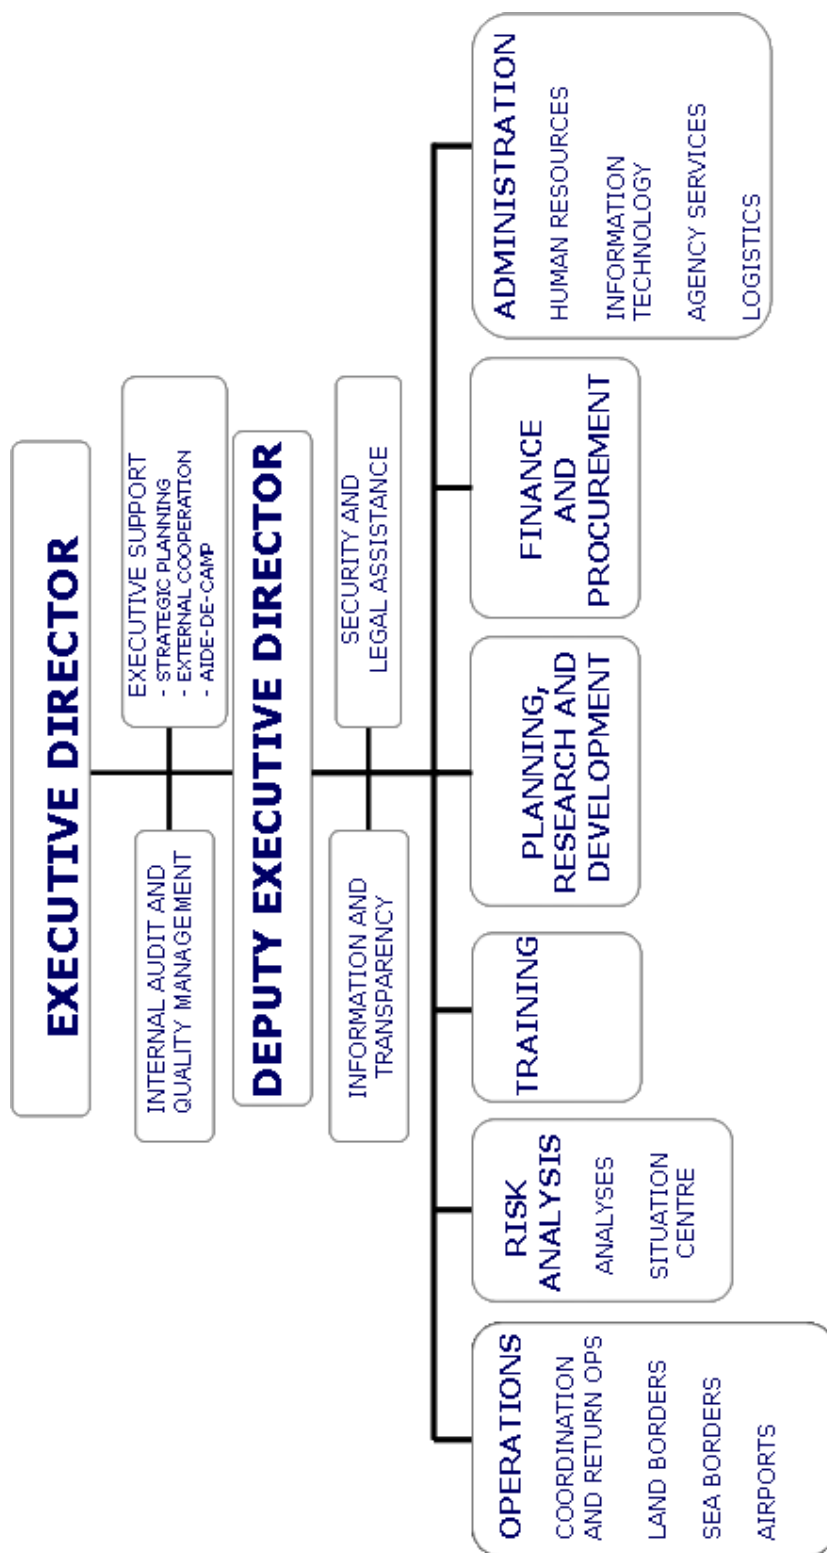 EXECUTIVE DIRECTOR
INTERNAL AUDIT AND
QUALITY MANAGEMENT
EXECUTIVE SUPPORT
- STRATEGIC PLANNING
- EXTERNAL COOPERATION
- AIDE-DE-CAMP
DEPUTY EXECUTIVE DIRECTOR
INFORMATION AND
TRANSPARENCY
SECURITY AND
LEGAL ASSISTANCE
OPERATIONS
COORDINATION
AND RETURN OPS
LAND BORDERS
SEA BORDERS
AIRPORTS
RISK
ANALYSIS
ANALYSES
SITUATION
CENTRE
TRAINING
PLANNING,
RESEARCH AND
DEVELOPMENT
FINANCE
AND
PROCUREMENT
ADMINISTRATION
HUMAN RESOURCES
INFORMATION
TECHNOLOGY
AGENCY SERVICES
LOGISTICS